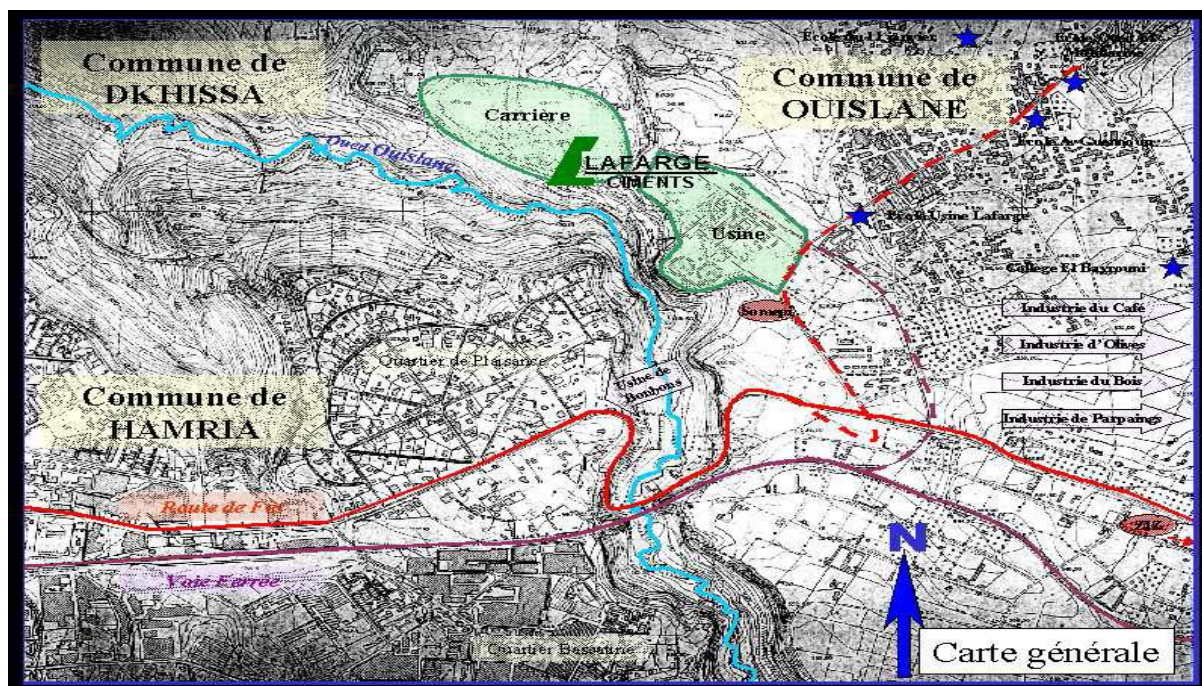 Commune de
DKHISSA
Carrière
Oued Ouislane
LAFARGE
CIMENTS
Usine
Commune de
OUISLANE
Ecole Usine Lafarge
College El Bayrouni
Industrie du Café
Industrie d'Olives
Industrie du Bois
Industrie de Parpaings
Quartier de Plaisance
Usine de
Bonbons
Commune de
HAMRIA
Route de Fes
Voie Ferrée
Quartier Bassatine
N
Carte générale